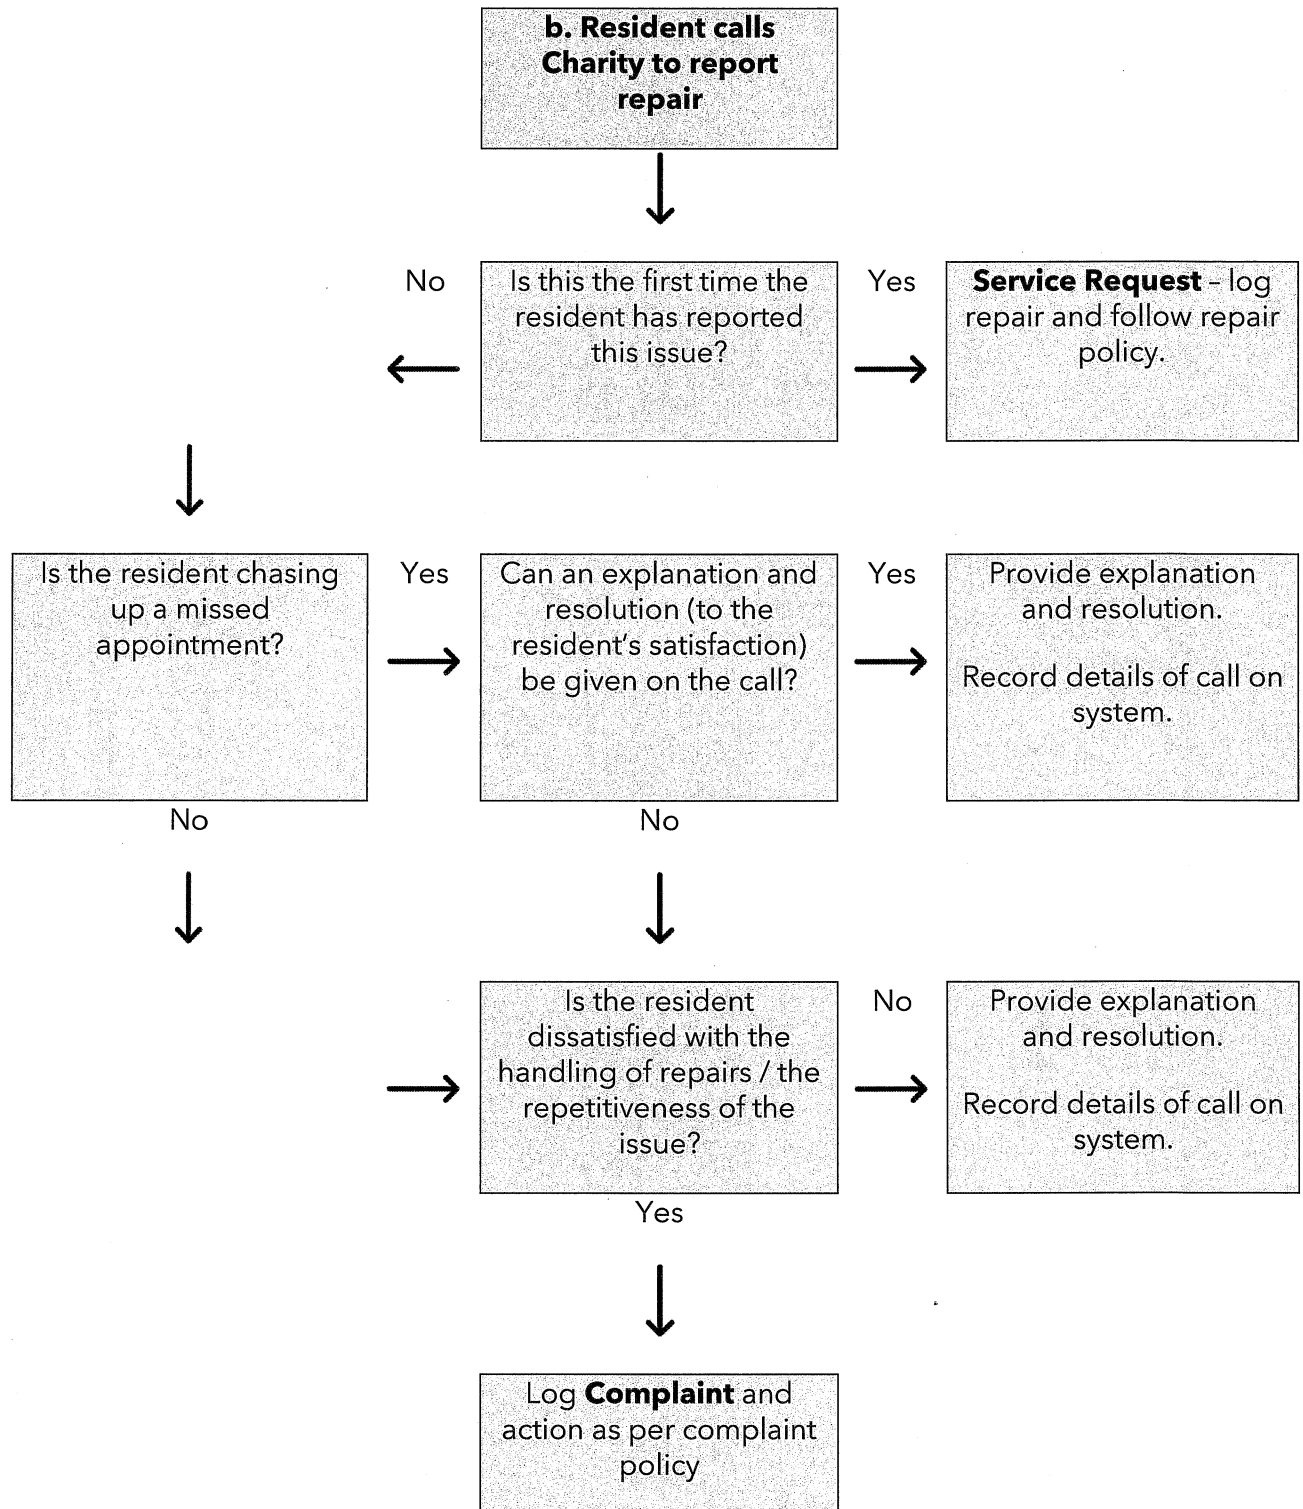 b. Resident calls
Charity to report
repair
No
Is this the first time the
resident has reported
this issue?
Yes
Service Request – log
repair and follow repair
policy.
Is the resident chasing
up a missed
appointment?
Yes
Can an explanation and
resolution (to the
resident's satisfaction)
be given on the call?
Yes
Provide explanation
and resolution.
Record details of call on
system.
No
No
Is the resident
dissatisfied with the
handling of repairs / the
repetitiveness of the
issue?
No
Provide explanation
and resolution.
Record details of call on
system.
Yes
Log Complaint and
action as per complaint
policy